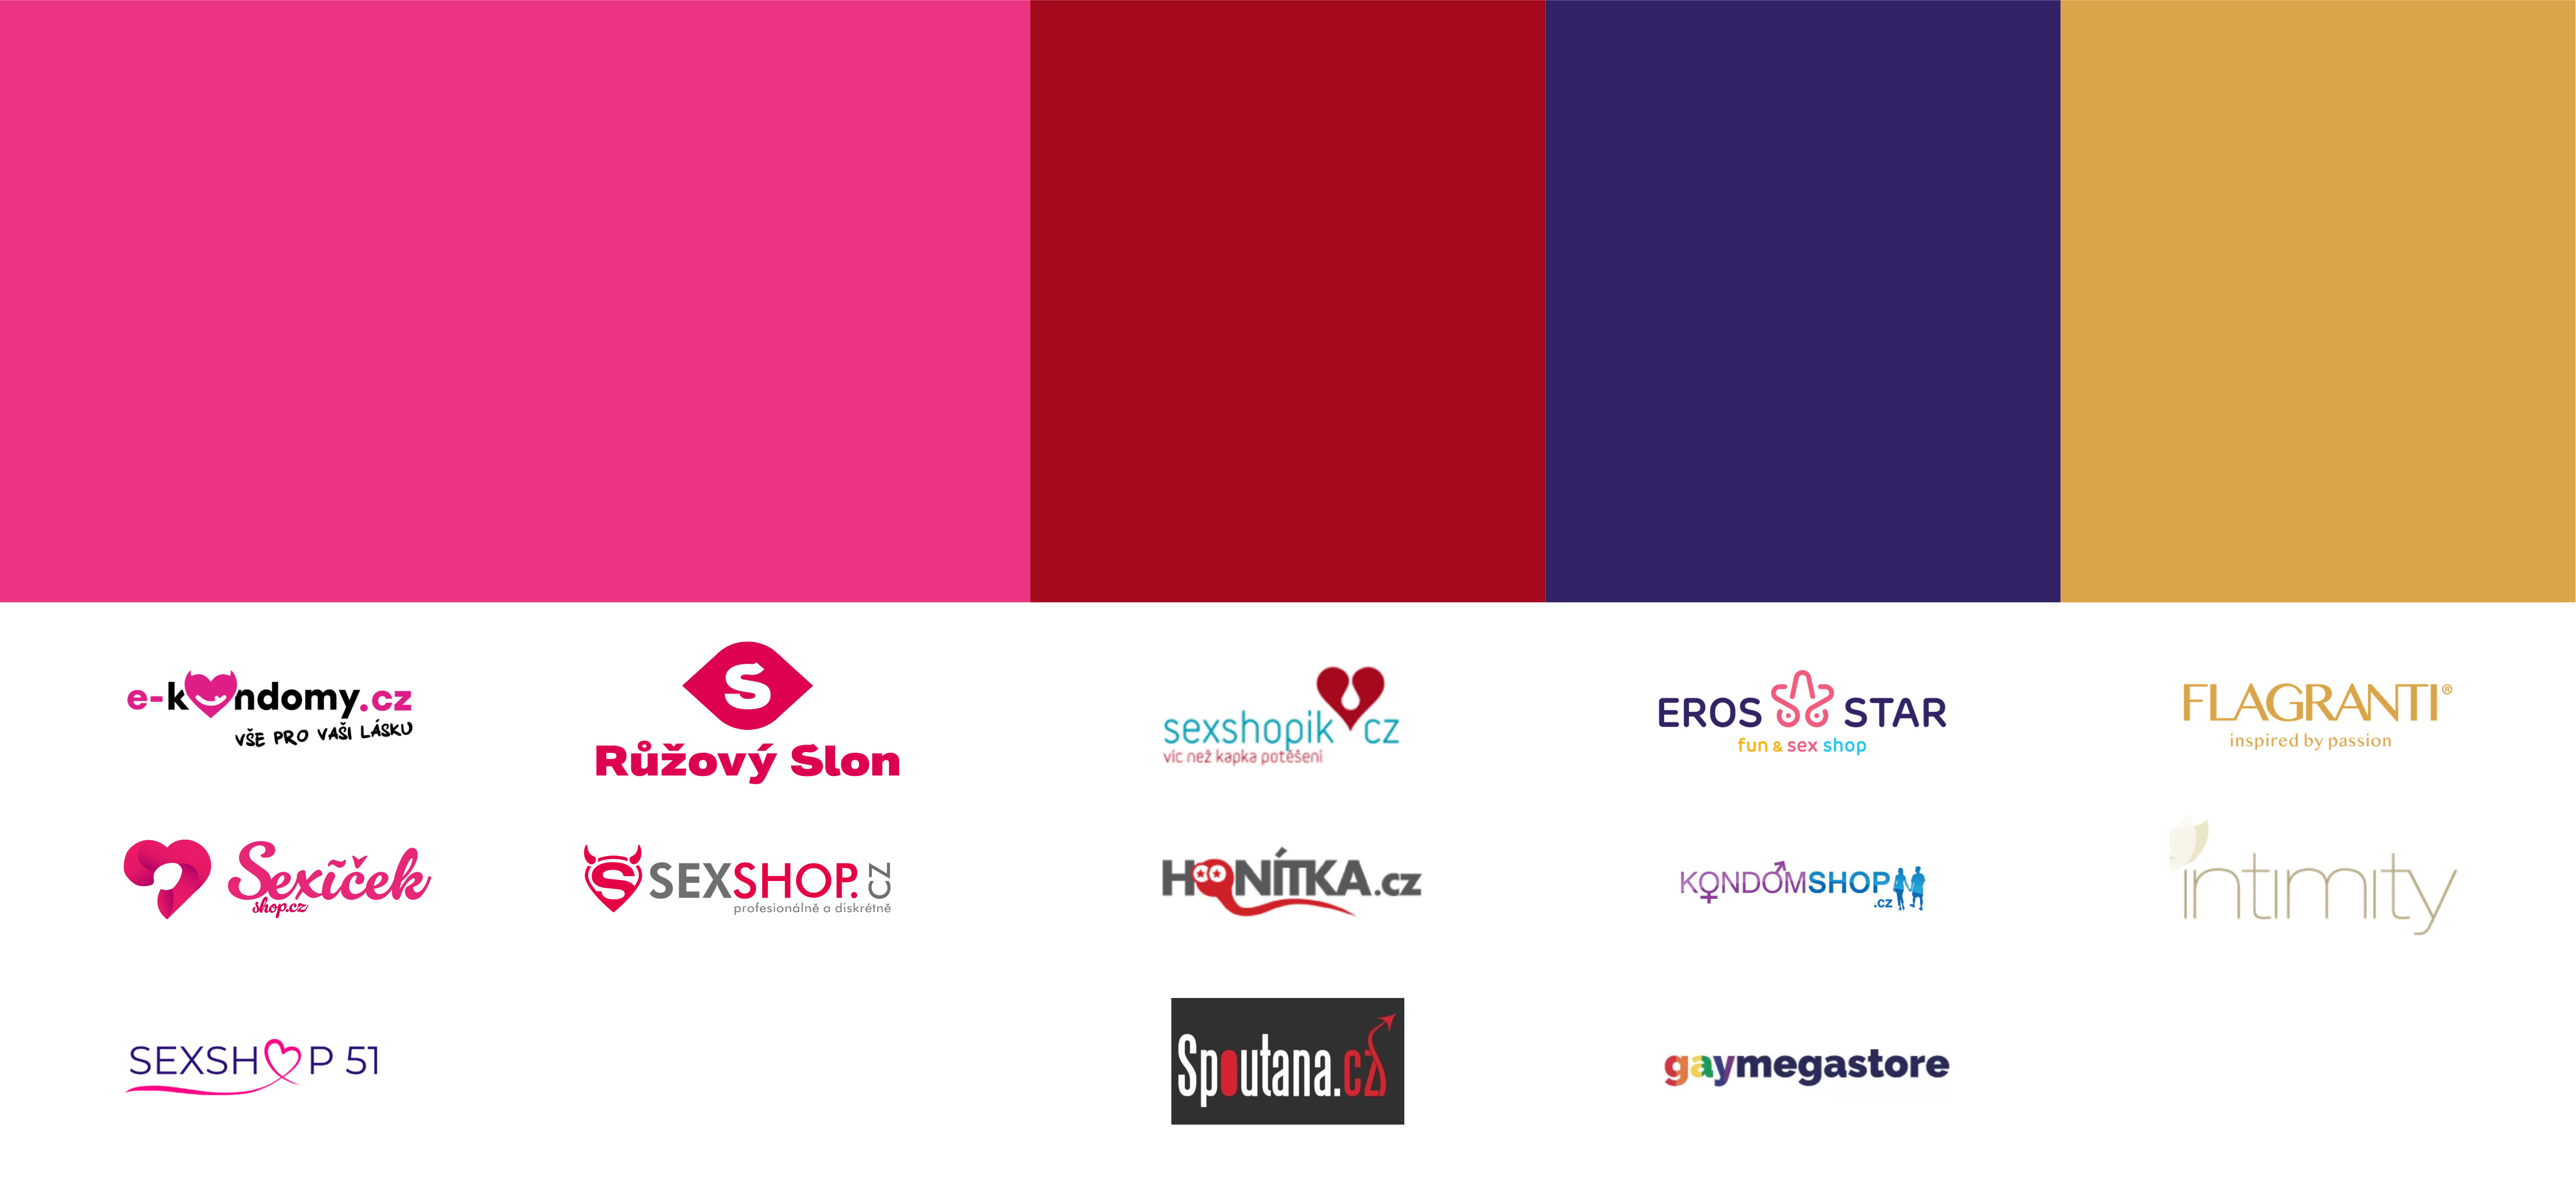 e-kondomy.cz
VŠE PRO VAŠI LÁSKU
S
Růžový Slon
sexshopik cz
víc než kapka potěšení
EROS STAR
fun & sex shop
FLAGRANTI®
inspired by passion
Sexíček
shop.cz
S SEXSHOP.CZ
profesionálně a diskrétně
HONÍTKA.cz
KONDOMSHOP
.cz
intimity
SEXSHOP 51
Spoutana.cz
gaymegastore